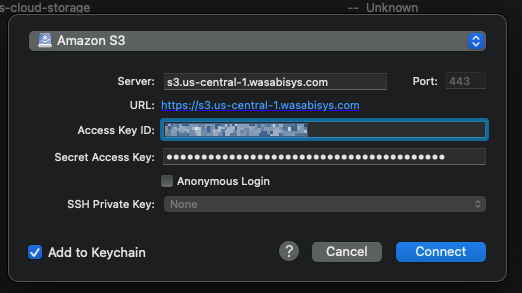 s-cloud-storage -- Unknown
Amazon S3
Server: s3.us-central-1.wasabisys.com Port: 443
URL: https://s3.us-central-1.wasabisys.com
Access Key ID:
Secret Access Key: ••••••••••••••••••••••••••••••••••••••••
Anonymous Login
SSH Private Key: None
Add to Keychain ? Cancel Connect